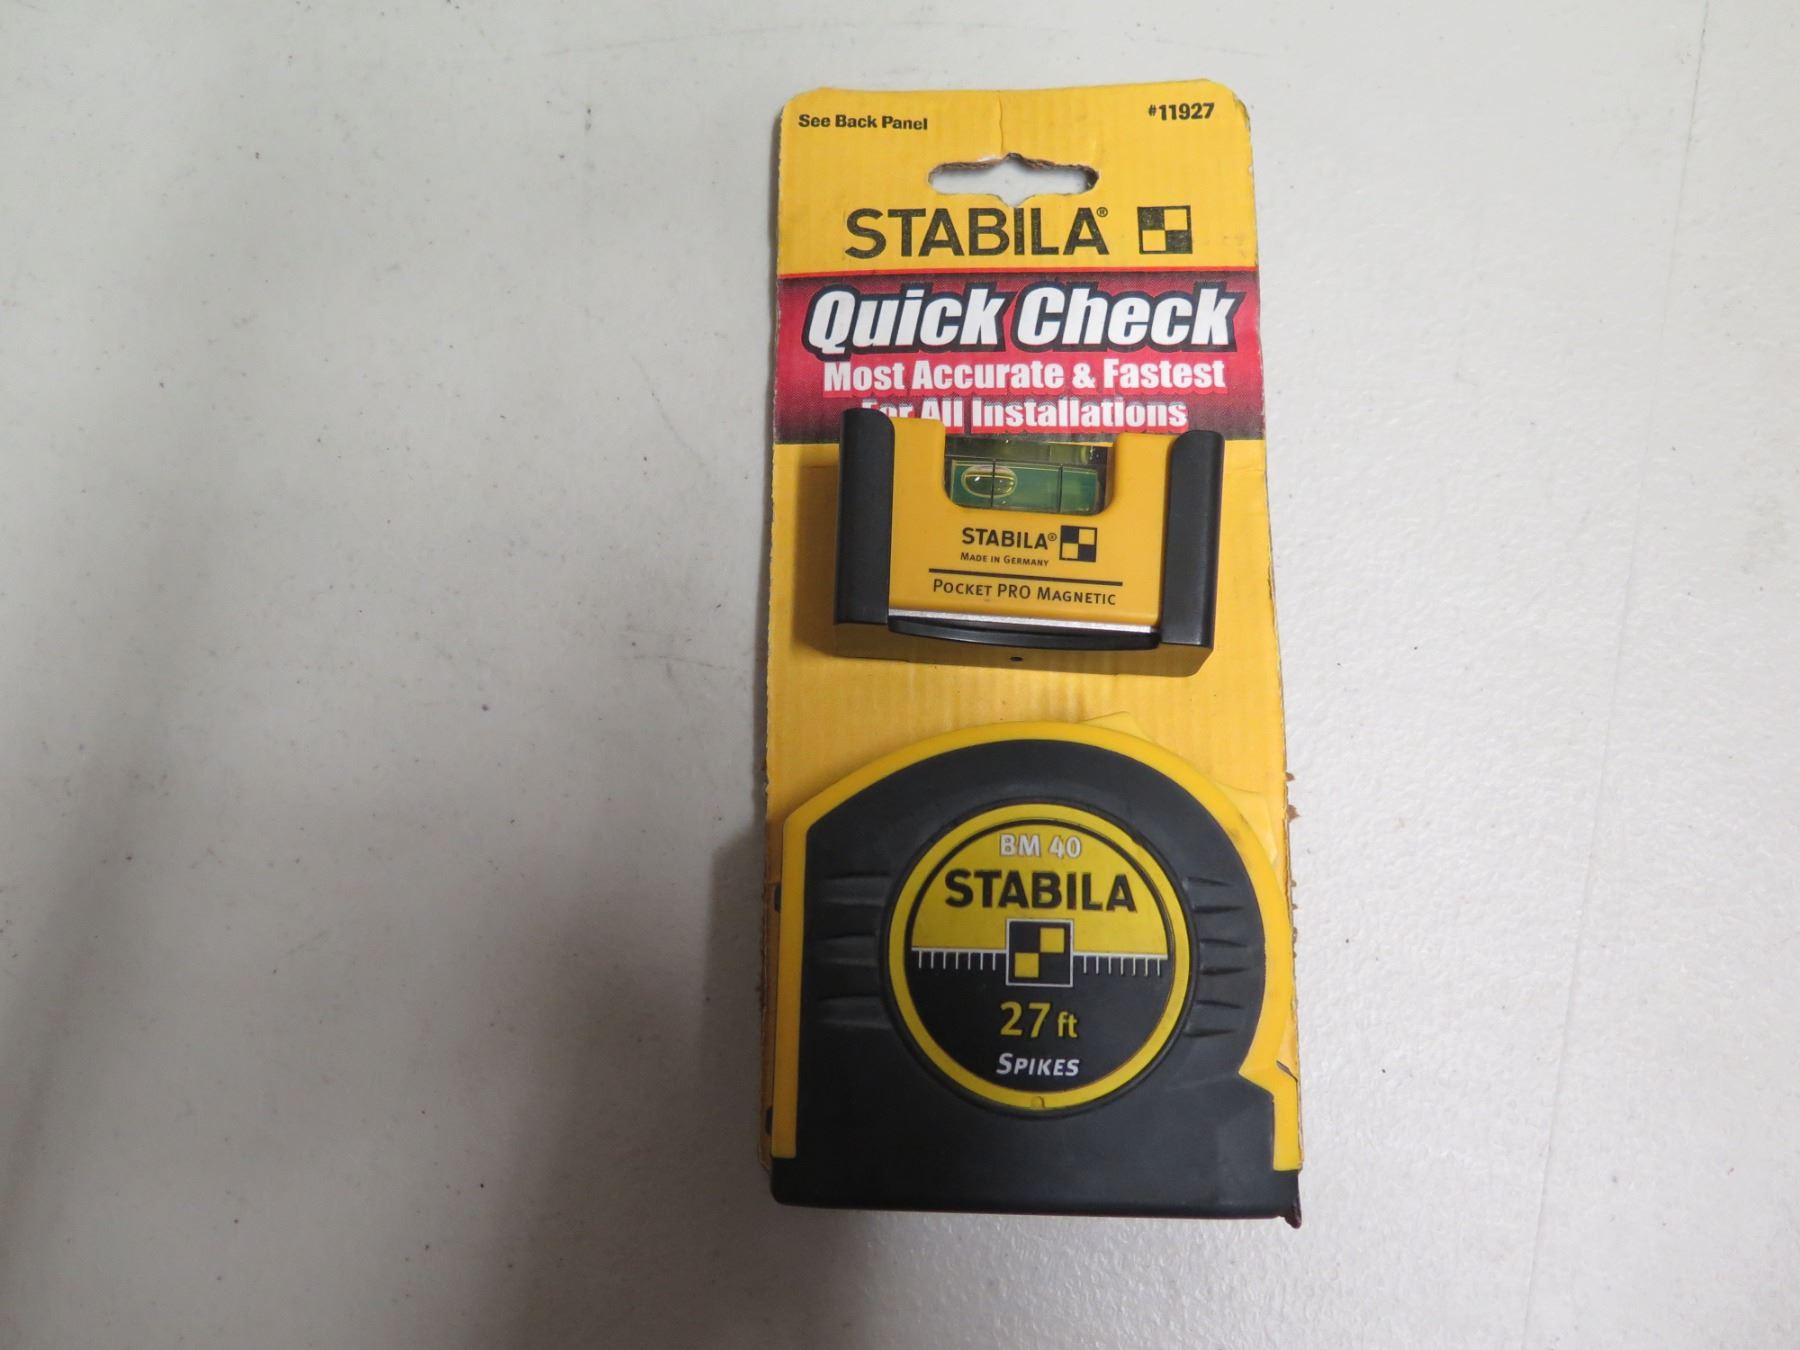 See Back Panel #11927
STABILA®
Quick Check
Most Accurate & Fastest
For All Installations
STABILA®
MADE IN GERMANY
POCKET PRO MAGNETIC
BM 40
STABILA
27 ft
SPIKES